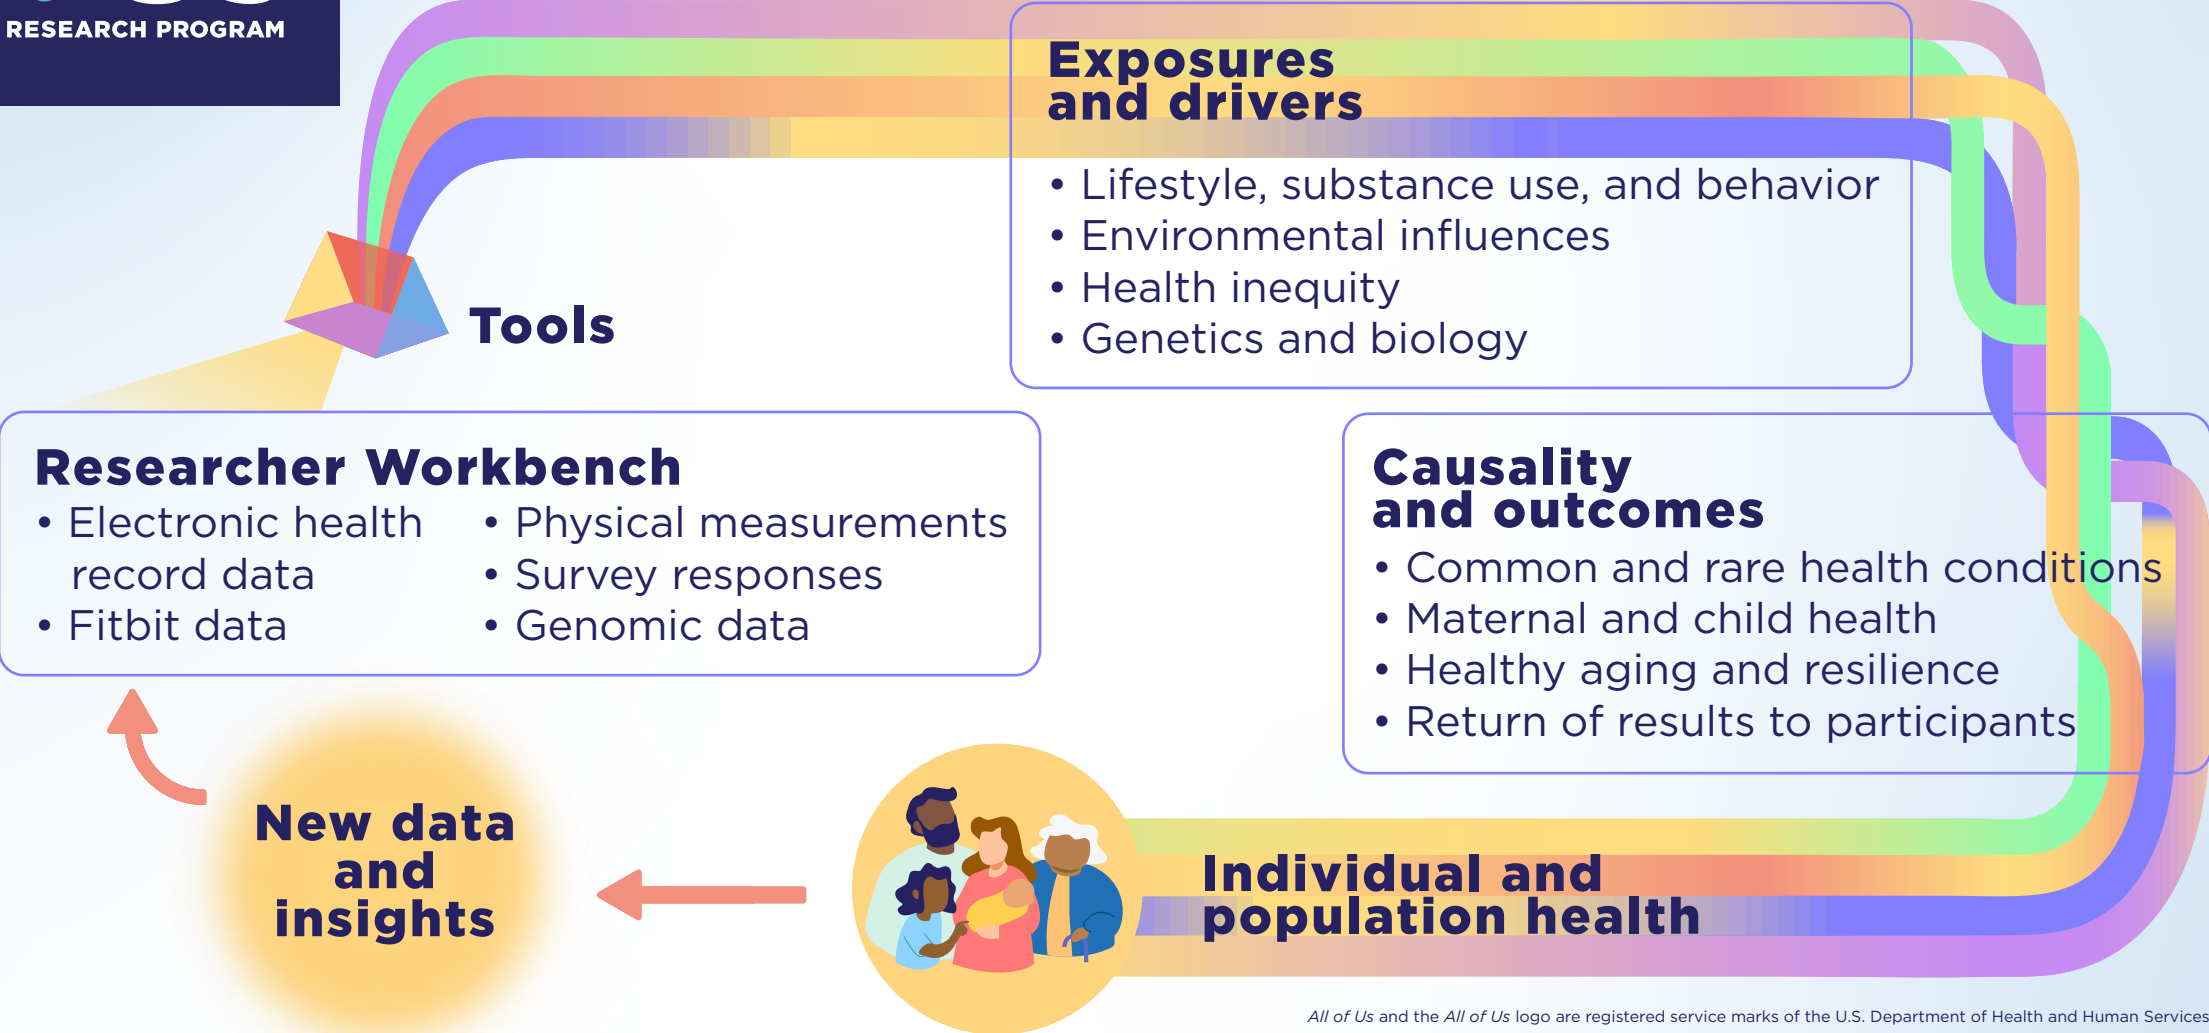 RESEARCH PROGRAM
Exposures
and drivers
• Lifestyle, substance use, and behavior
• Environmental influences
• Health inequity
• Genetics and biology
Tools
Researcher Workbench
• Electronic health
record data
• Fitbit data
• Physical measurements
• Survey responses
• Genomic data
Causality
and outcomes
• Common and rare health conditions
• Maternal and child health
• Healthy aging and resilience
• Return of results to participants
New data
and
insights
Individual and
population health
All of Us and the All of Us logo are registered service marks of the U.S. Department of Health and Human Services